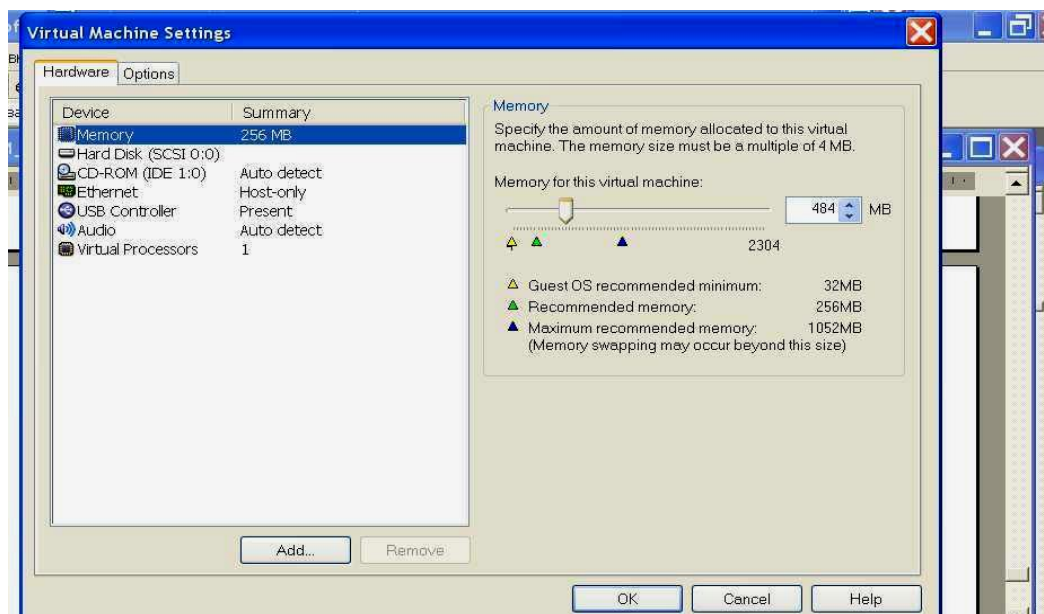 Virtual Machine Settings
Hardware Options
Device Summary
Memory 256 MB
Hard Disk (SCSI 0:0)
CD-ROM (IDE 1:0) Auto detect
Ethernet Host-only
USB Controller Present
Audio Auto detect
Virtual Processors 1
Add... Remove
Memory
Specify the amount of memory allocated to this virtual
machine. The memory size must be a multiple of 4 MB.
Memory for this virtual machine:
484 MB
2304
Guest OS recommended minimum: 32MB
Recommended memory: 256MB
Maximum recommended memory: 1052MB
(Memory swapping may occur beyond this size)
OK Cancel Help